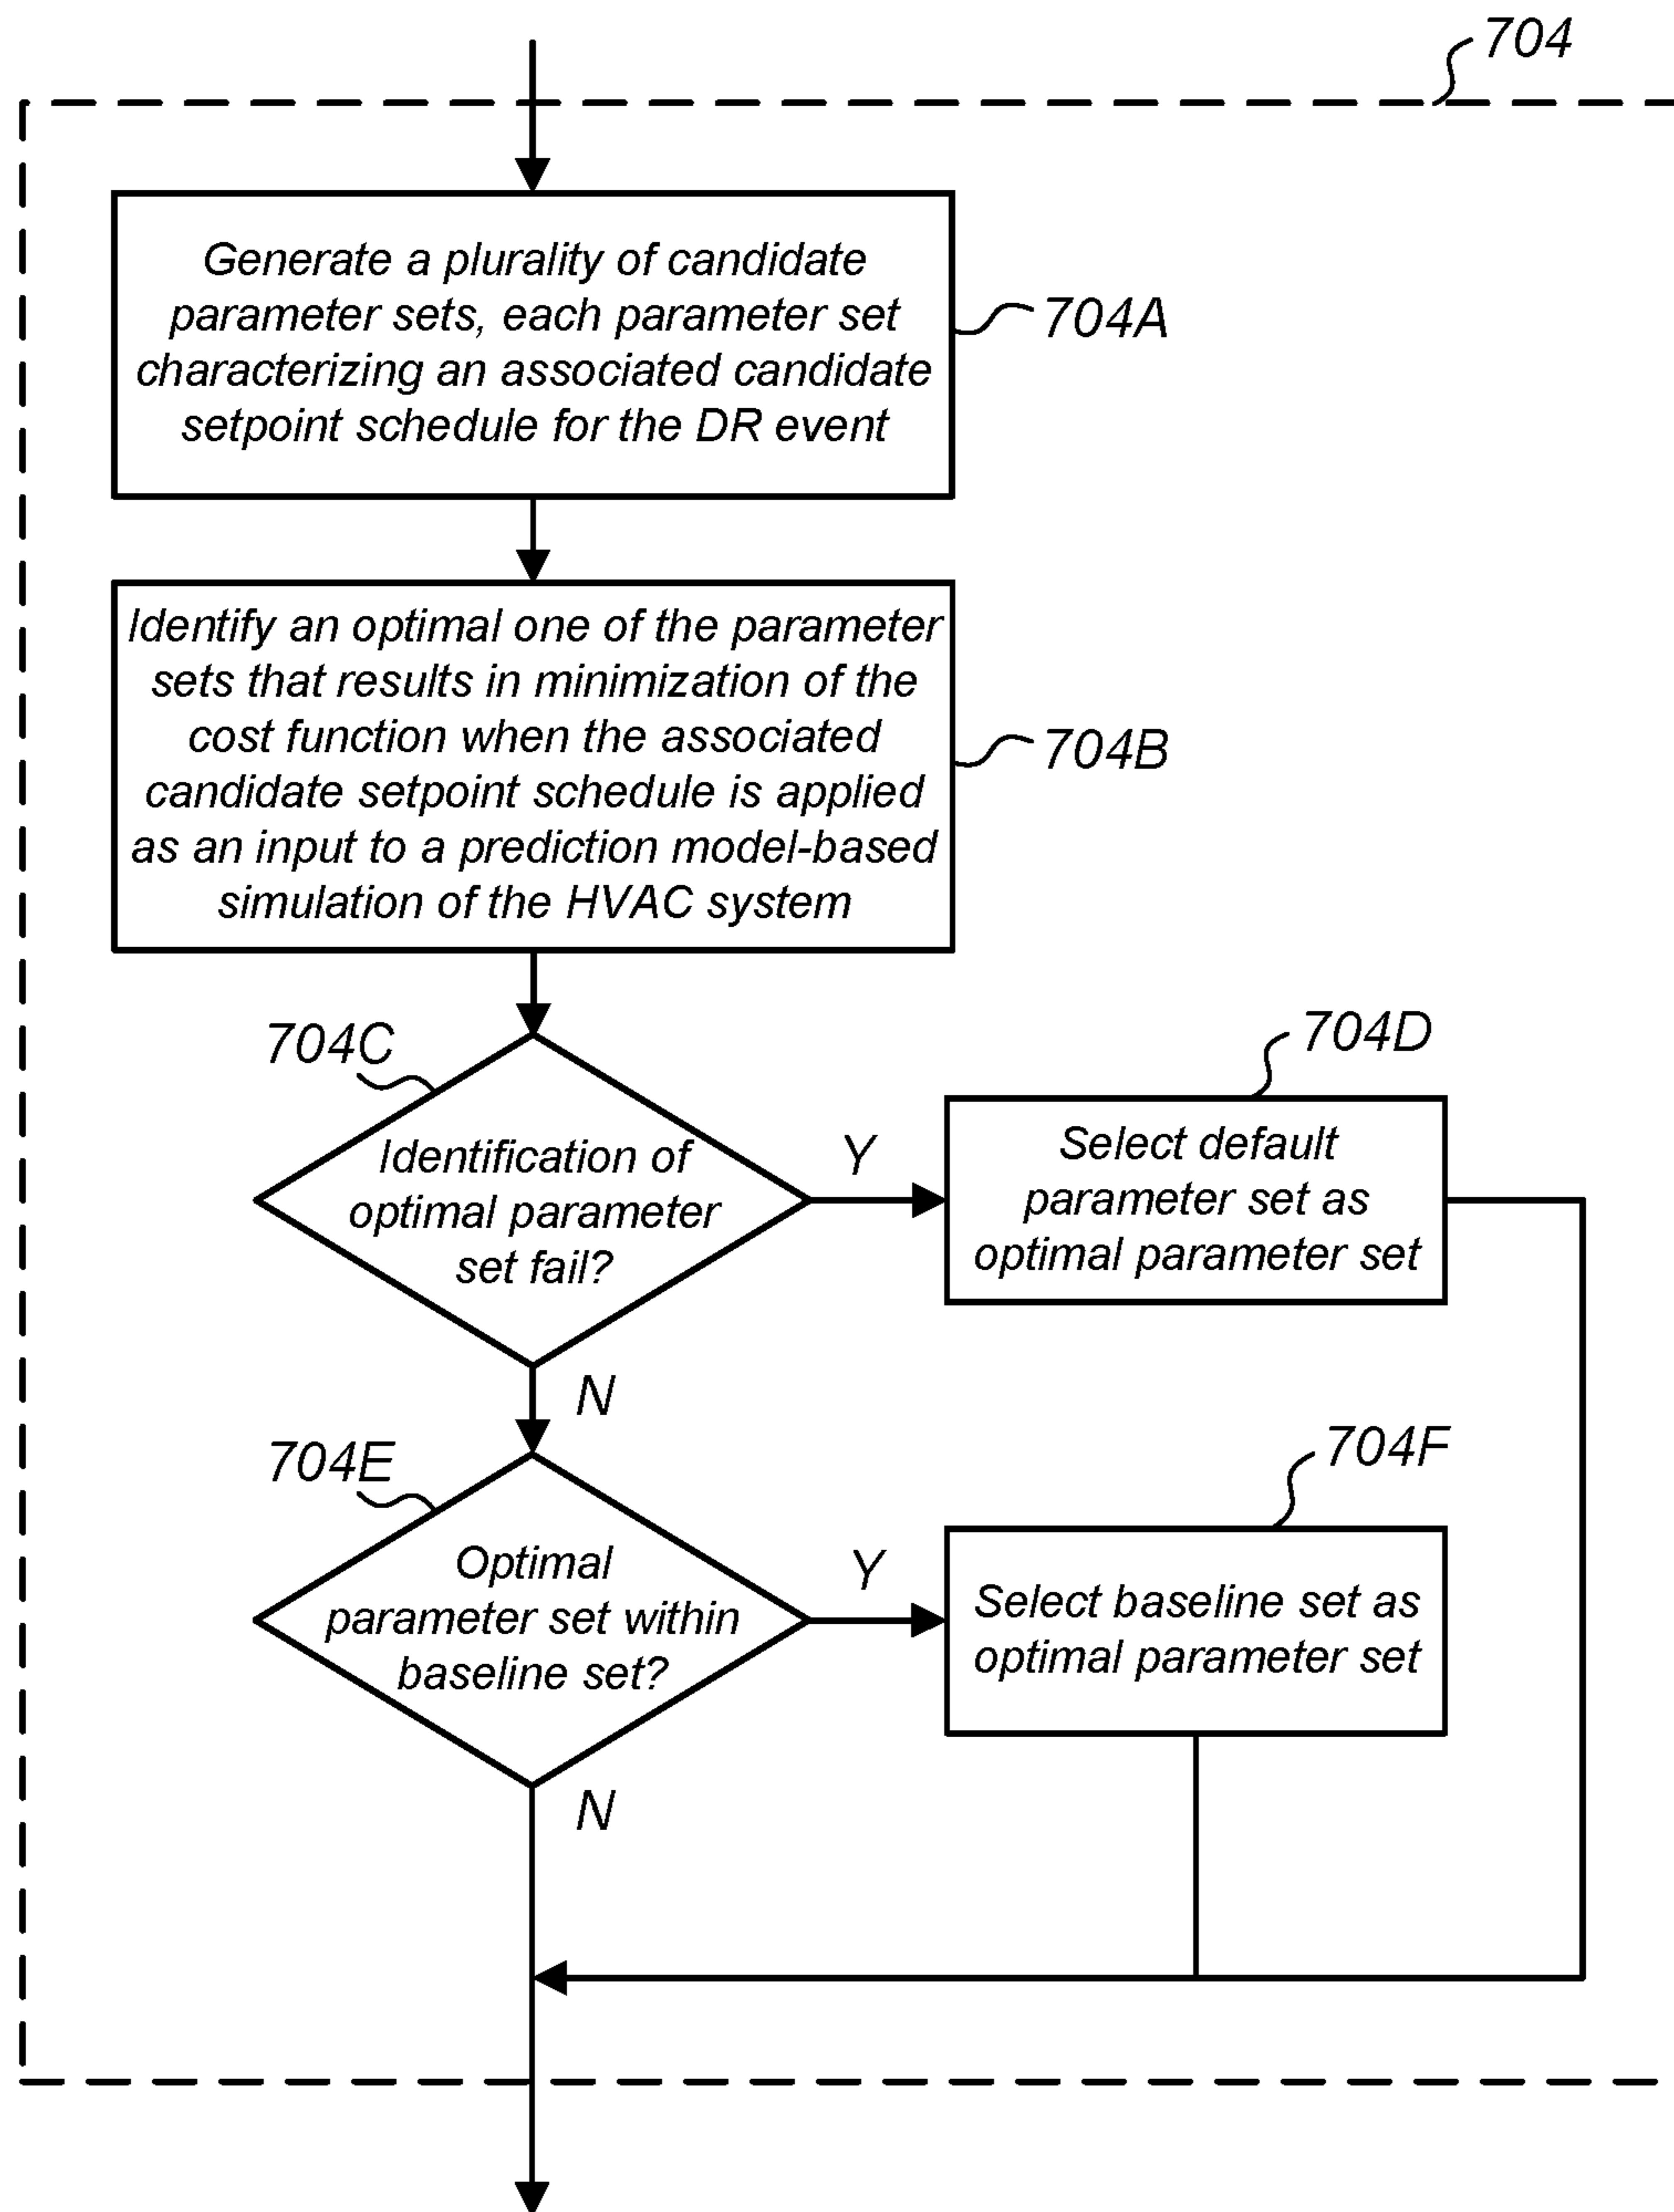 704
Generate a plurality of candidate
parameter sets, each parameter set
characterizing an associated candidate
setpoint schedule for the DR event
704A
Identify an optimal one of the parameter
sets that results in minimization of the
cost function when the associated
candidate setpoint schedule is applied
as an input to a prediction model-based
simulation of the HVAC system
704B
704C
Identification of
optimal parameter
set fail?
Y
N
704D
Select default
parameter set as
optimal parameter set
704E
Optimal
parameter set within
baseline set?
Y
N
704F
Select baseline set as
optimal parameter set